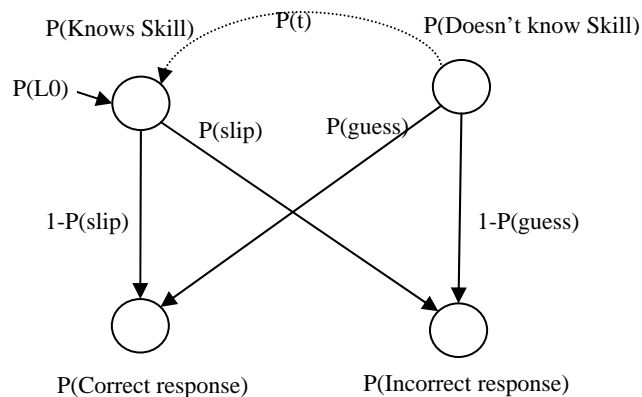 P(Knows Skill)
P(t)
P(Doesn't know Skill)
P(L0)
P(slip)
P(guess)
1-P(slip)
1-P(guess)
P(Correct response)
P(Incorrect response)